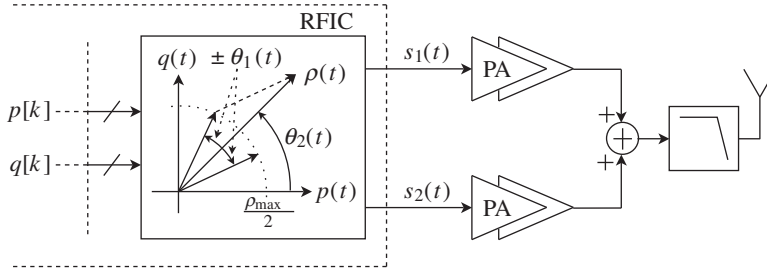 RFIC
q(t)
± θ₁(t)
ρ(t)
θ₂(t)
p(t)
ρmax
2
p[k]
q[k]
s₁(t)
PA
s₂(t)
PA
+
+
+